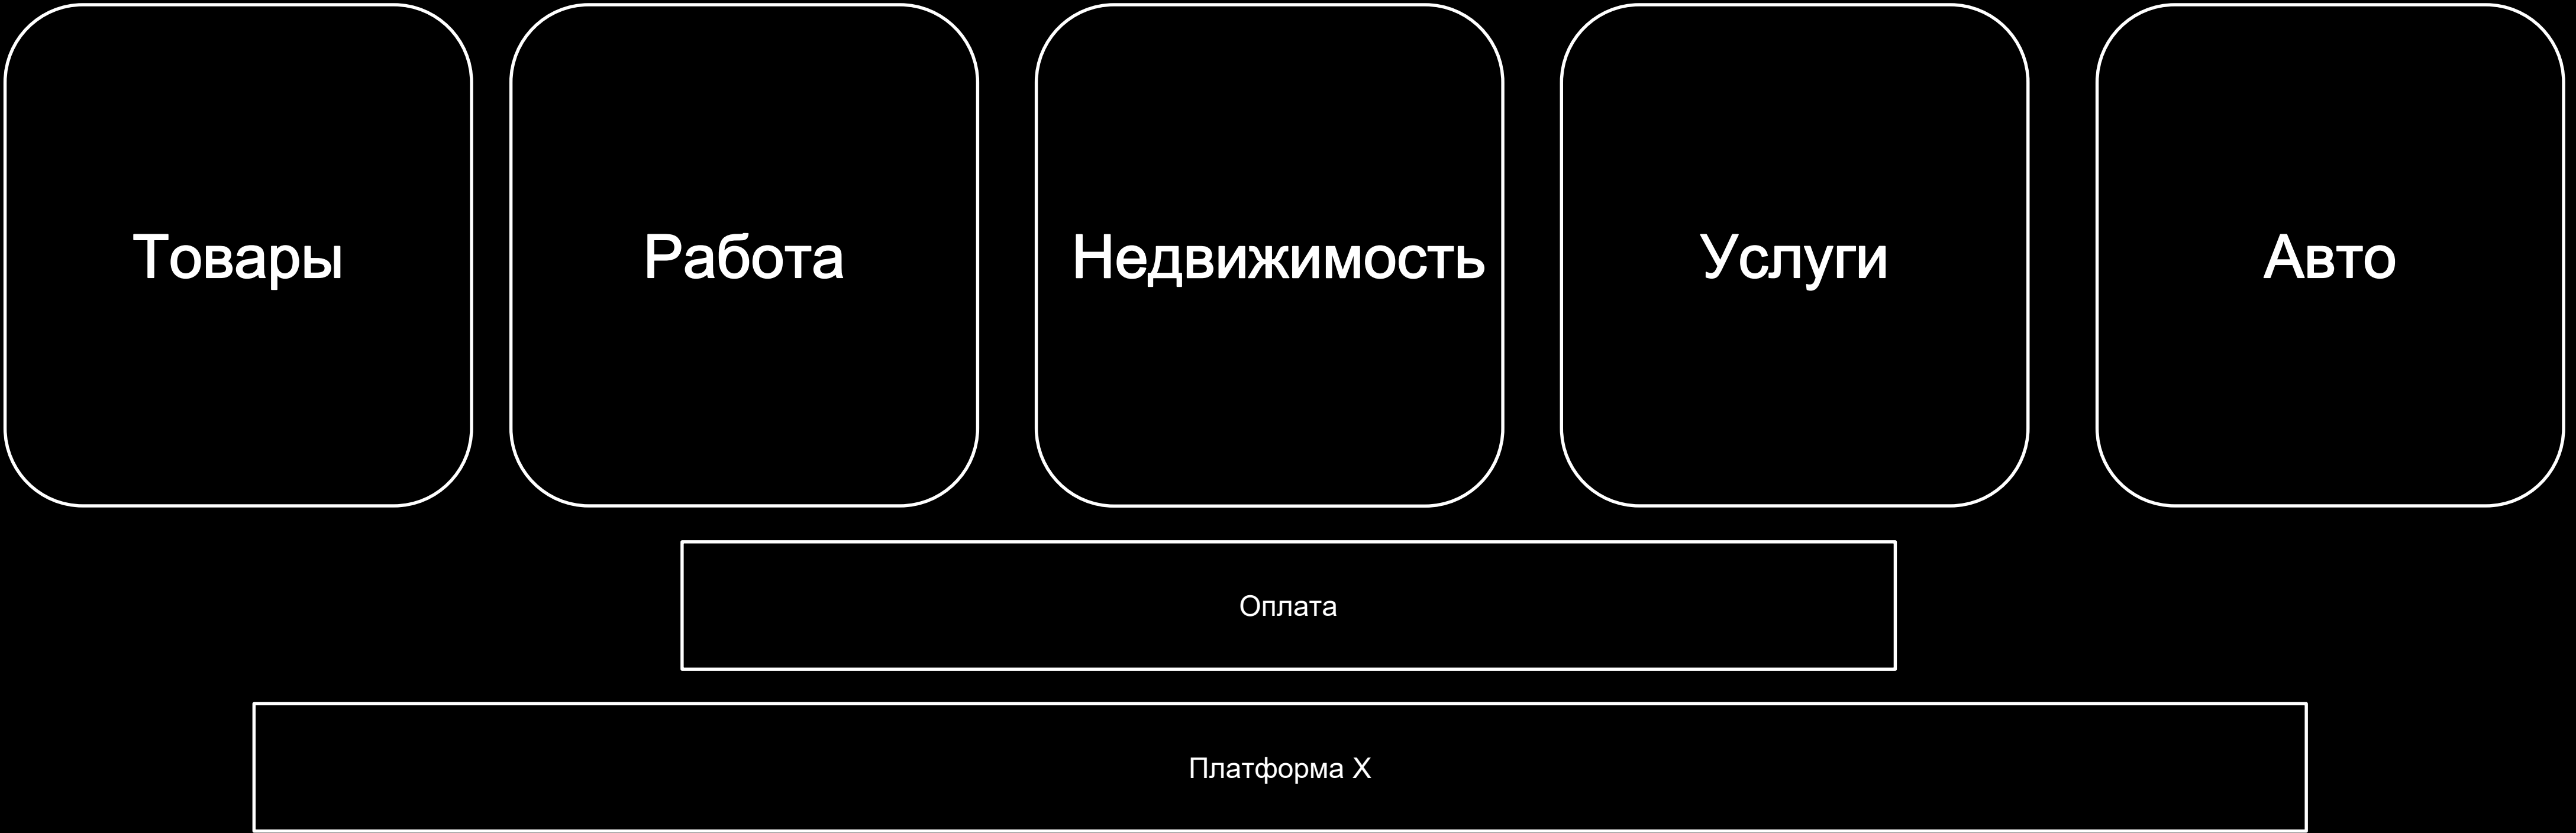 Товары
Работа
Недвижимость
Услуги
Авто
Оплата
Платформа X